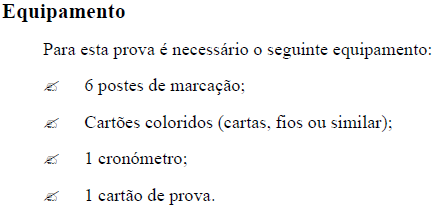 Equipamento
Para esta prova é necessário o seguinte equipamento:
6 postes de marcação;
Cartões coloridos (cartas, fios ou similar);
1 cronómetro;
1 cartão de prova.